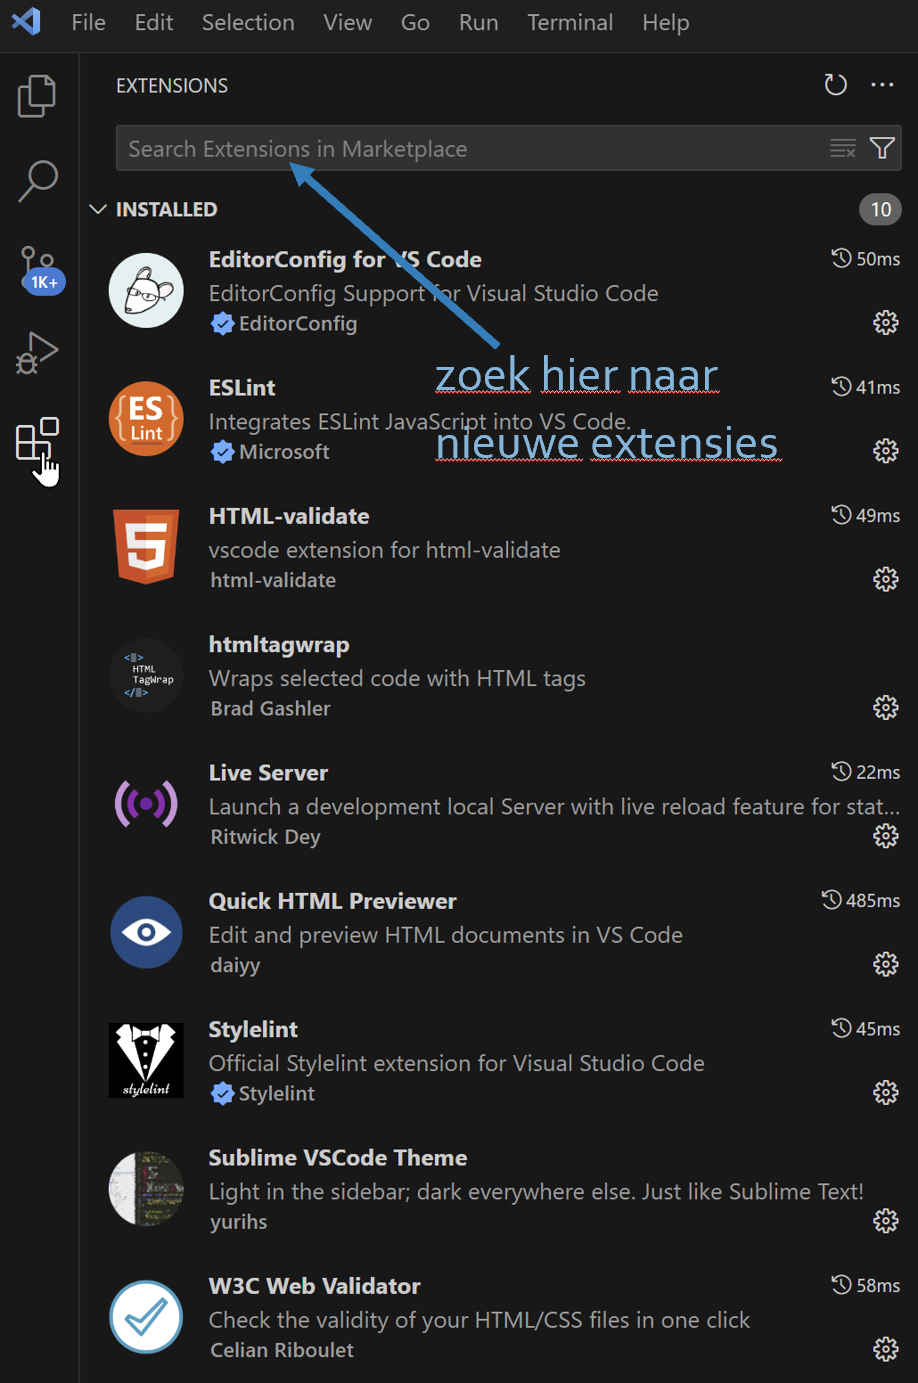 File Edit Selection View Go Run Terminal Help
EXTENSIONS
Search Extensions in Marketplace
INSTALLED 10
EditorConfig for VS Code 50ms
EditorConfig Support for Visual Studio Code
EditorConfig
1K+
zoek hier naar
nieuwe extensies
ESLint 41ms
Integrates ESLint JavaScript into VS Code.
Microsoft
ES
Lint
HTML-validate 49ms
vscode extension for html-validate
html-validate
5
htmltagwrap
Wraps selected code with HTML tags
Brad Gashler
HTML
TagWrap
Live Server 22ms
Launch a development local Server with live reload feature for stat...
Ritwick Dey
Quick HTML Previewer 485ms
Edit and preview HTML documents in VS Code
daiyy
Stylelint 45ms
Official Stylelint extension for Visual Studio Code
Stylelint
stylelint
Sublime VSCode Theme
Light in the sidebar; dark everywhere else. Just like Sublime Text!
yurihs
W3C Web Validator 58ms
Check the validity of your HTML/CSS files in one click
Celian Riboulet